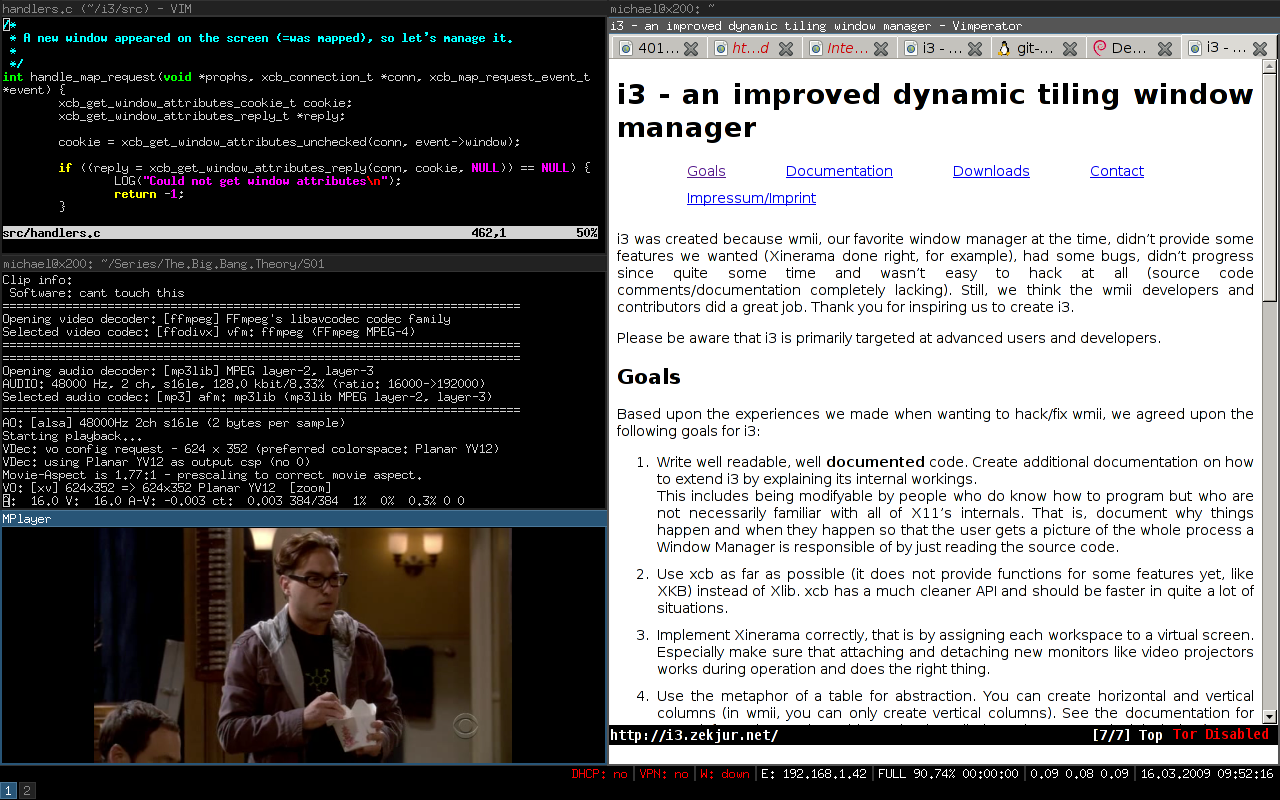 handlers.c (~/i3/src) - VIM
/*
 * A new window appeared on the screen (=was mapped), so let's manage it.
 *
 */
int handle_map_request(void *prophs, xcb_connection_t *conn, xcb_map_request_event_t
*event) {
        xcb_get_window_attributes_cookie_t cookie;
        xcb_get_window_attributes_reply_t *reply;
        cookie = xcb_get_window_attributes_unchecked(conn, event->window);
        if ((reply = xcb_get_window_attributes_reply(conn, cookie, NULL)) == NULL) {
                LOG("Could not get window attributes\n");
                return -1;
        }
src/handlers.c 462,1 50%
michael@x200: ~/Series/The.Big.Bang.Theory/S01
Clip info:
 Software: cant touch this
==========================================================================
Opening video decoder: [ffmpeg] FFmpeg's libavcodec codec family
Selected video codec: [ffodivx] vfm: ffmpeg (FFmpeg MPEG-4)
==========================================================================
==========================================================================
Opening audio decoder: [mp3lib] MPEG layer-2, layer-3
AUDIO: 48000 Hz, 2 ch, s16le, 128.0 kbit/8.33% (ratio: 16000->192000)
Selected audio codec: [mp3] afm: mp3lib (mp3lib MPEG layer-2, layer-3)
==========================================================================
AO: [alsa] 48000Hz 2ch s16le (2 bytes per sample)
Starting playback...
VDec: vo config request - 624 x 352 (preferred colorspace: Planar YV12)
VDec: using Planar YV12 as output csp (no 0)
Movie-Aspect is 1.77:1 - prescaling to correct movie aspect.
VO: [xv] 624x352 => 624x352 Planar YV12  [zoom]
:  16.0 V:  16.0 A-V: -0.003 ct:  0.003 384/384  1%  0%  0.3% 0 0
MPlayer
michael@x200: ~
i3 - an improved dynamic tiling window manager - Vimperator
401... ht...d Inte... i3 - ... git-... De... i3 - ...
i3 - an improved dynamic tiling window
manager
Goals Documentation Downloads Contact
Impressum/Imprint
i3 was created because wmii, our favorite window manager at the time, didn't provide some
features we wanted (Xinerama done right, for example), had some bugs, didn't progress
since quite some time and wasn't easy to hack at all (source code
comments/documentation completely lacking). Still, we think the wmii developers and
contributors did a great job. Thank you for inspiring us to create i3.
Please be aware that i3 is primarily targeted at advanced users and developers.
Goals
Based upon the experiences we made when wanting to hack/fix wmii, we agreed upon the
following goals for i3:
1. Write well readable, well documented code. Create additional documentation on how
to extend i3 by explaining its internal workings.
This includes being modifyable by people who do know how to program but who are
not necessarily familiar with all of X11's internals. That is, document why things
happen and when they happen so that the user gets a picture of the whole process a
Window Manager is responsible of by just reading the source code.
2. Use xcb as far as possible (it does not provide functions for some features yet, like
XKB) instead of Xlib. xcb has a much cleaner API and should be faster in quite a lot of
situations.
3. Implement Xinerama correctly, that is by assigning each workspace to a virtual screen.
Especially make sure that attaching and detaching new monitors like video projectors
works during operation and does the right thing.
4. Use the metaphor of a table for abstraction. You can create horizontal and vertical
columns (in wmii, you can only create vertical columns). See the documentation for
http://i3.zekjur.net/ [7/7] Top Tor Disabled
DHCP: no | VPN: no | W: down | E: 192.168.1.42 | FULL 90.74% 00:00:00 | 0.09 0.08 0.09 | 16.03.2009 09:52:16
1 2